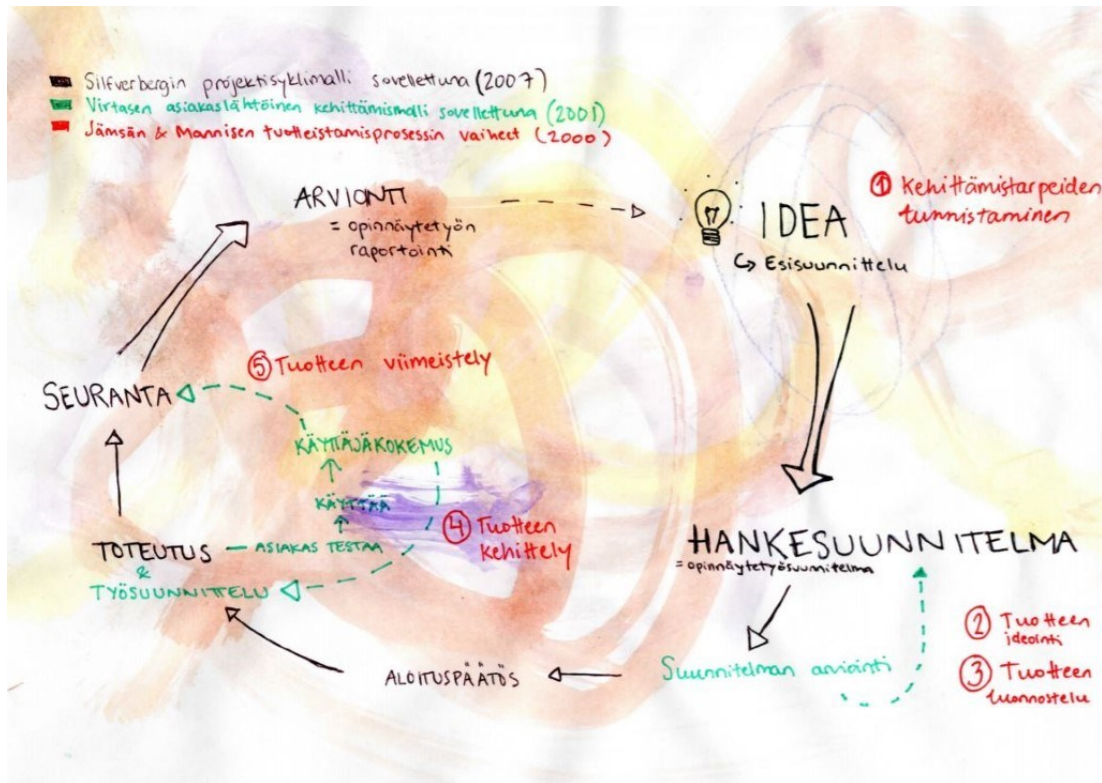 Silfverbergin projektisyklimalli sovellettuna (2007)
Virtasen asiakaslähtöinen kehittämismalli sovellettuna (2001)
Jämsän & Mannisen tuotteistamisprosessin vaiheet (2000)
ARVIONTI
= opinnäytetyön
raportointi
IDEA
↳ Esisuunnittelu
① Kehittämistarpeiden
tunnistaminen
⑤ Tuotteen viimeistely
SEURANTA
KÄYTTÄJÄKOKEMUS
KÄYTTÄÄ
④ Tuotteen
kehittely
TOTEUTUS
ASIAKAS TESTAA
&
TYÖSUUNNITTELU
HANKESUUNNITELMA
= opinnäytetyösuunnitelma
② Tuotteen
ideointi
③ Tuotteen
luonnostelu
Suunnitelman arviointi
ALOITUSPÄÄTÖS